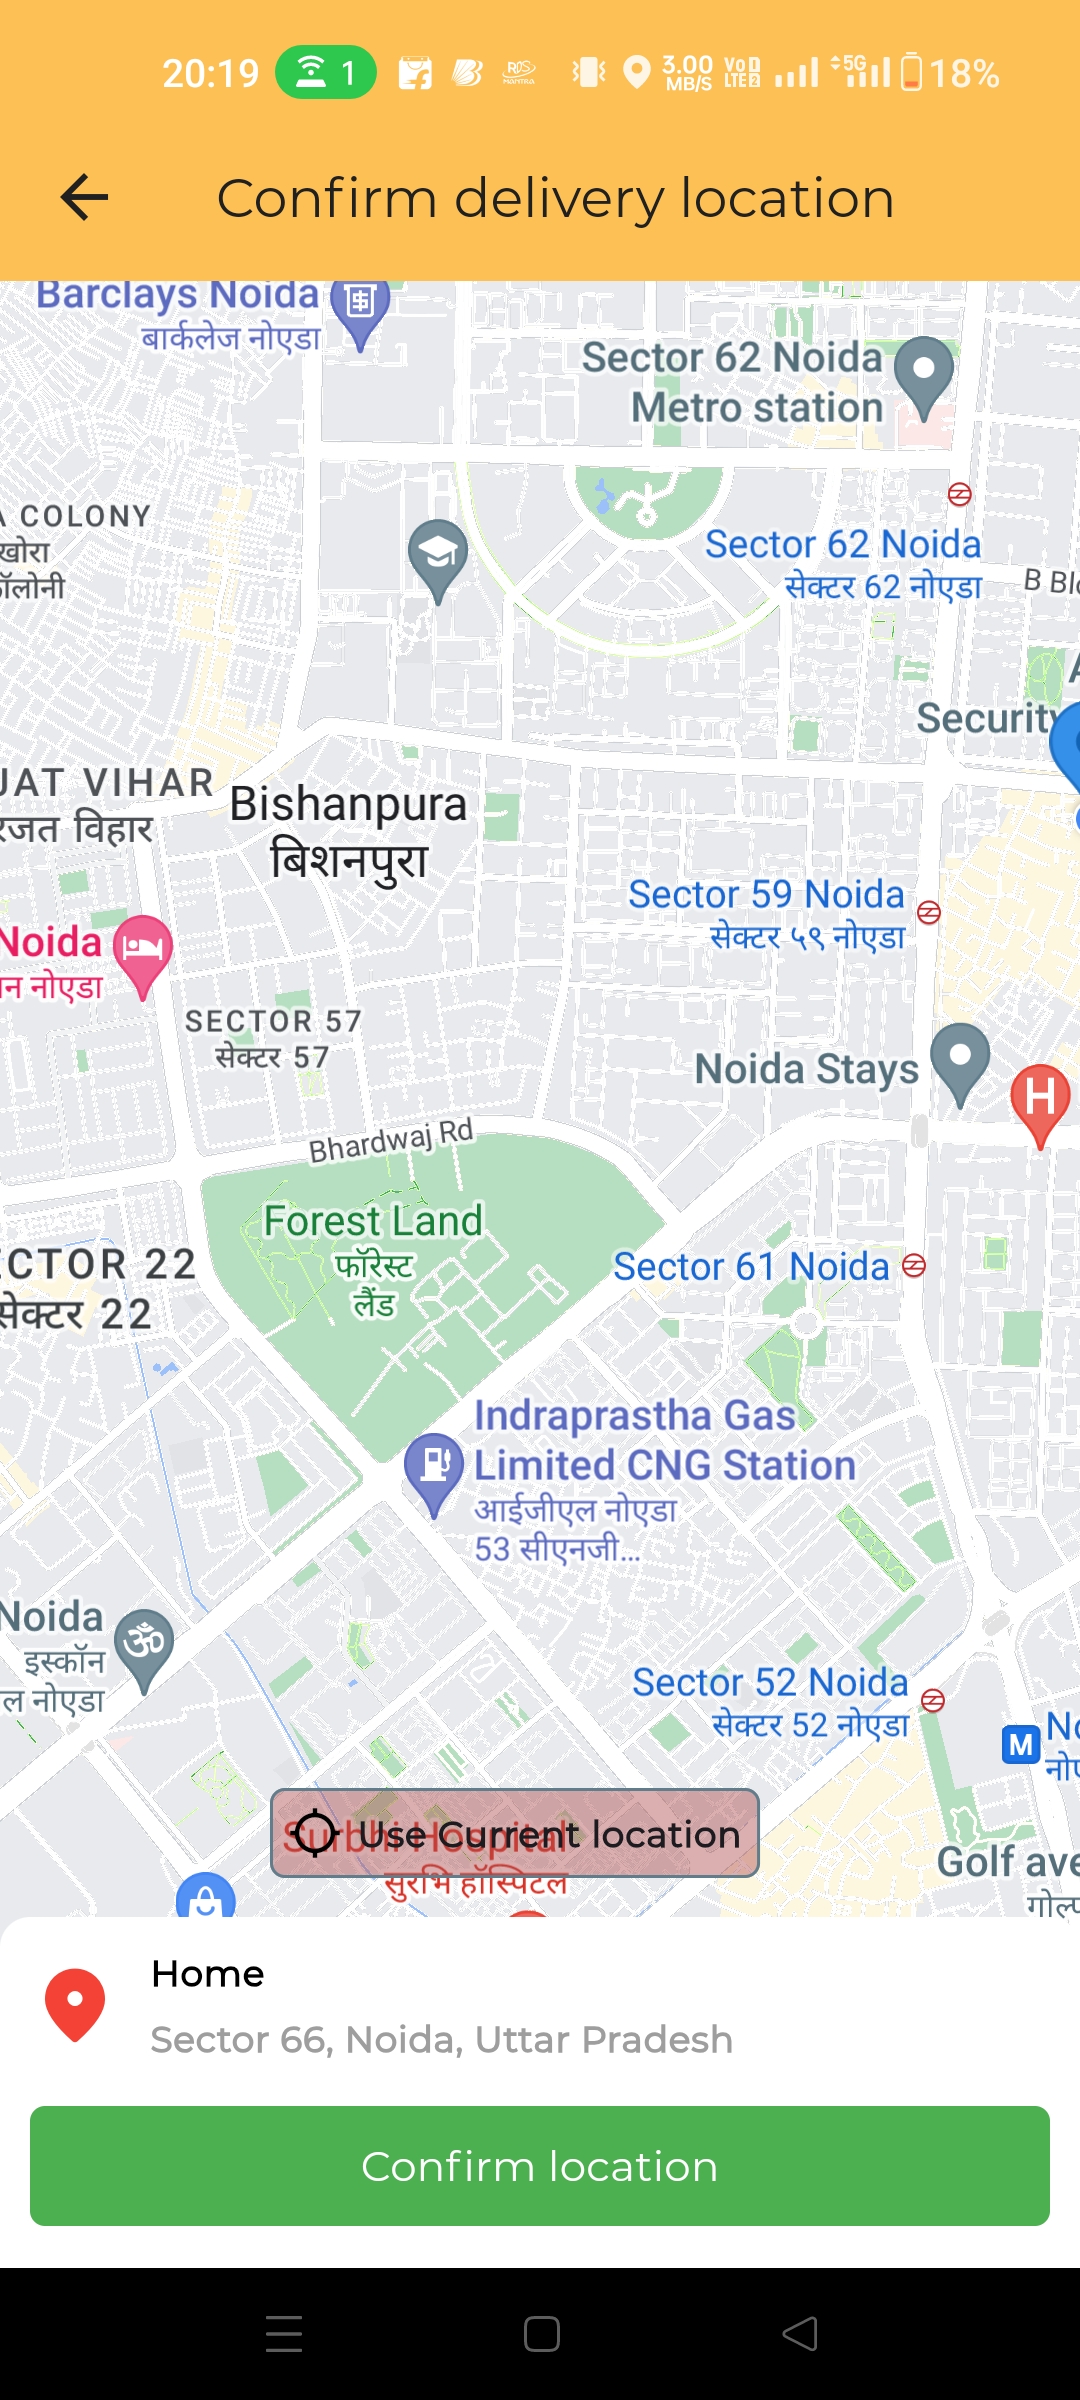 20:19 1 3.00 MB/S VoD LTE 2 5G 18%
Confirm delivery location
Barclays Noida
बार्कलेज नोएडा
Sector 62 Noida
Metro station
COLONY
खोरा
Sector 62 Noida
सेक्टर 62 नोएडा
B Blo
Security
JAT VIHAR
रजत विहार
Bishanpura
बिशनपुरा
Sector 59 Noida
सेक्टर ५९ नोएडा
Noida
न नोएडा
SECTOR 57
सेक्टर 57
Noida Stays
H
Bhardwaj Rd
Forest Land
फॉरेस्ट
लैंड
Sector 61 Noida
CTOR 22
सेक्टर 22
Indraprastha Gas
Limited CNG Station
आईजीएल नोएडा
53 सीएनजी...
Noida
इस्कॉन
ल नोएडा
ॐ
Sector 52 Noida
सेक्टर 52 नोएडा
M
No
नोए
Surbhi Hospital
Use Current location
सुरभि हॉस्पिटल
Golf ave
गोल्फ
Home
Sector 66, Noida, Uttar Pradesh
Confirm location